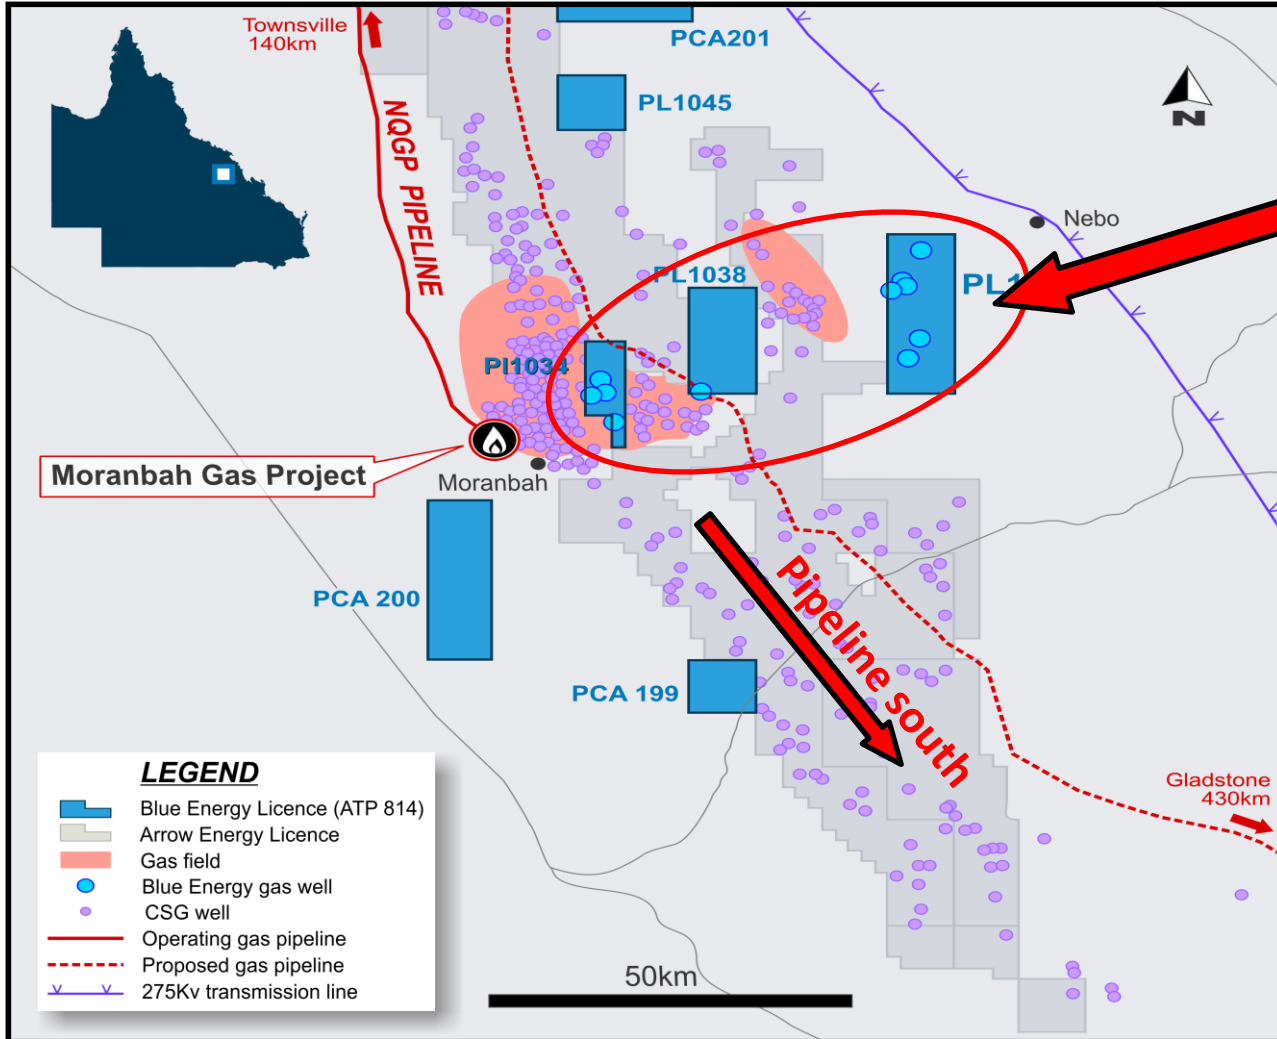 Townsville
140km
PCA201
PL1045
NQGP PIPELINE
N
Nebo
PL1038
PL1
PI1034
Moranbah Gas Project
Moranbah
PCA 200
Pipeline south
PCA 199
Gladstone
430km
LEGEND
Blue Energy Licence (ATP 814)
Arrow Energy Licence
Gas field
Blue Energy gas well
CSG well
Operating gas pipeline
Proposed gas pipeline
275Kv transmission line
50km